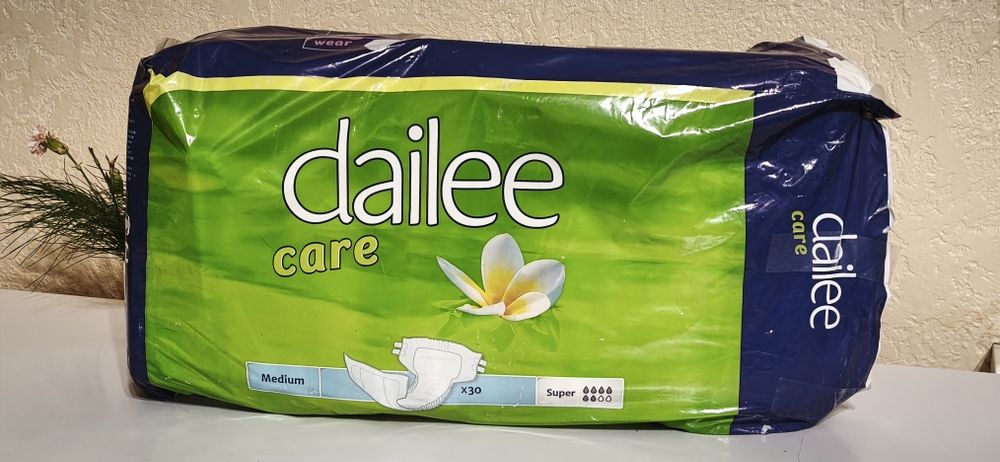 wear
dailee
care
Medium
x30
Super
dailee
care